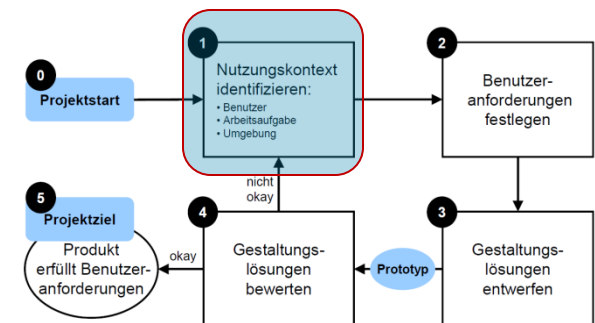 0
Projektstart
1
Nutzungskontext
identifizieren:
• Benutzer
• Arbeitsaufgabe
• Umgebung
2
Benutzer-
anforderungen
festlegen
nicht
okay
3
Gestaltungs-
lösungen
entwerfen
Prototyp
4
Gestaltungs-
lösungen
bewerten
okay
5
Projektziel
Produkt
erfüllt Benutzer-
anforderungen